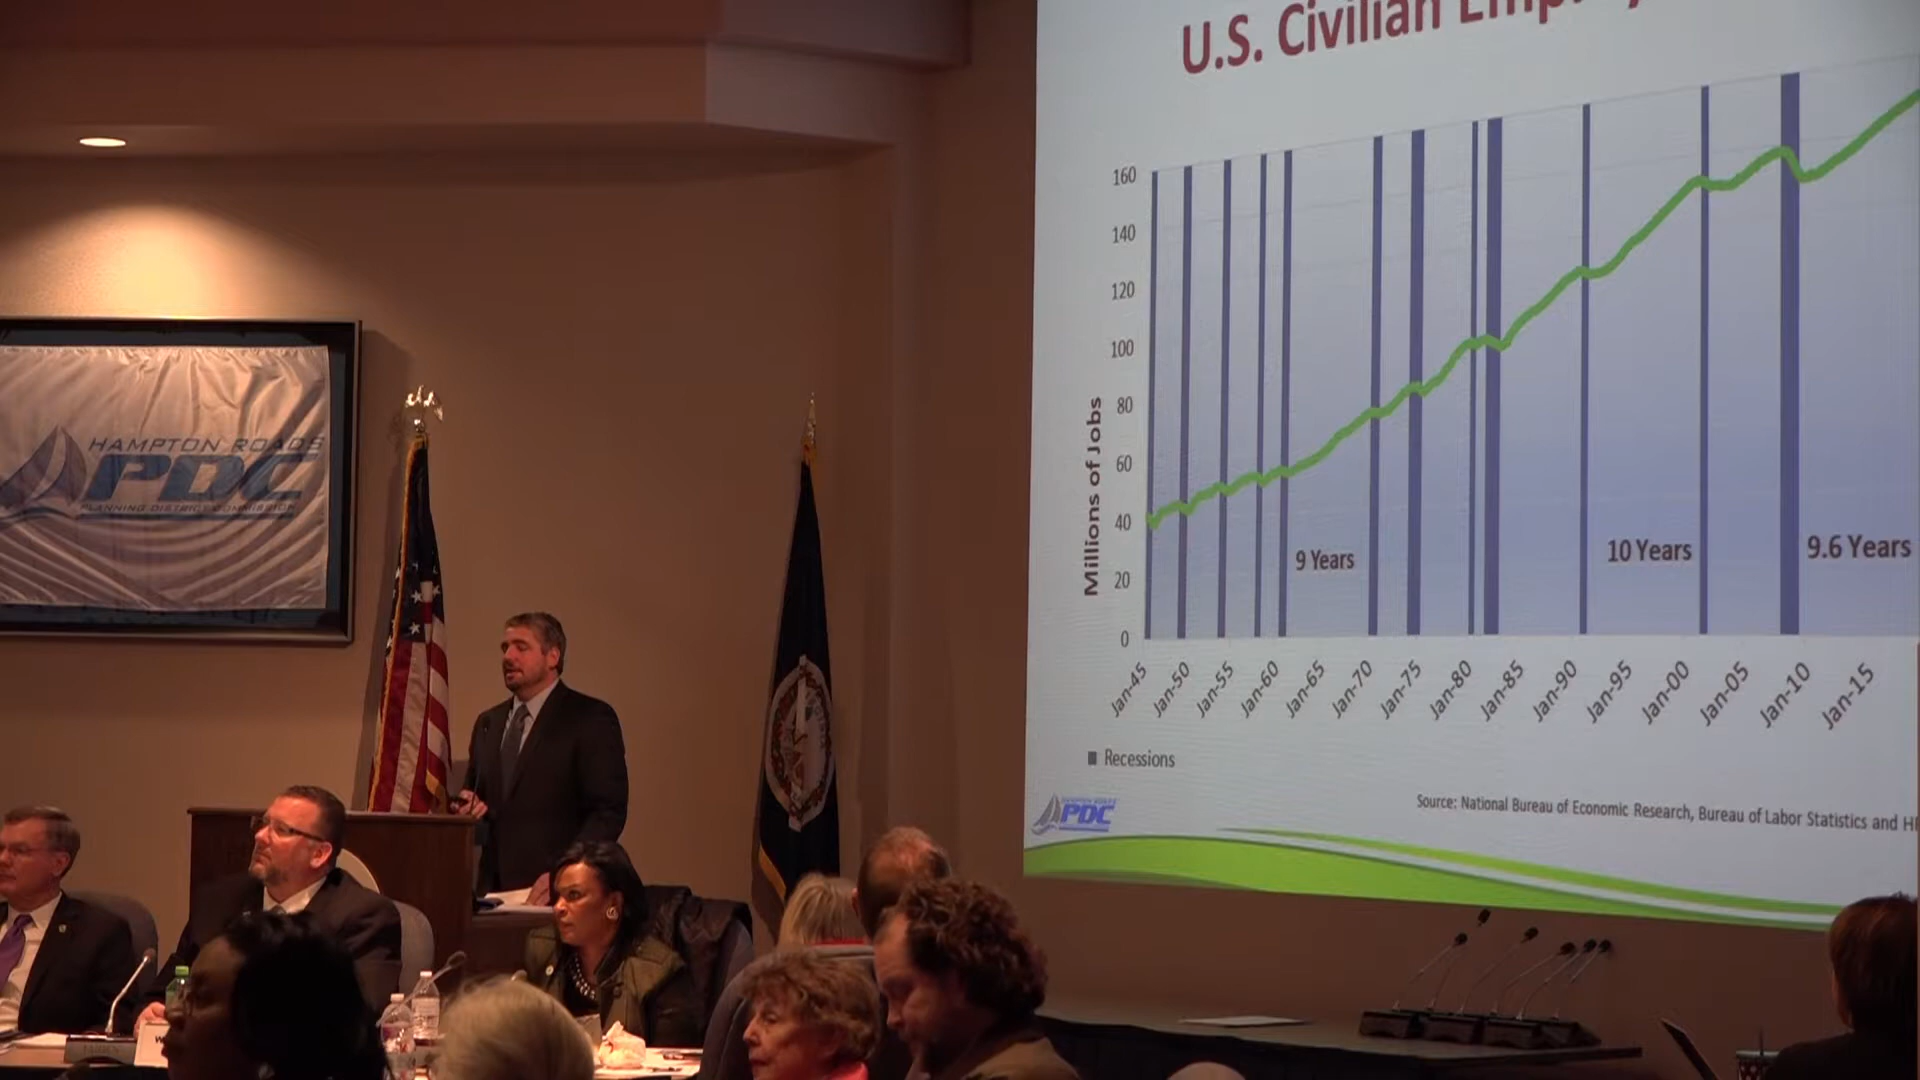 U.S. Civilian
160
140
120
100
80
60
40
20
0
Millions of Jobs
9 Years
10 Years
9.6 Years
Jan-45
Jan-50
Jan-55
Jan-60
Jan-65
Jan-70
Jan-75
Jan-80
Jan-85
Jan-90
Jan-95
Jan-00
Jan-05
Jan-10
Jan-15
Recessions
Source: National Bureau of Economic Research, Bureau of Labor Statistics and
HAMPTON ROADS
PDC
PLANNING DISTRICT COMMISSION
PDC